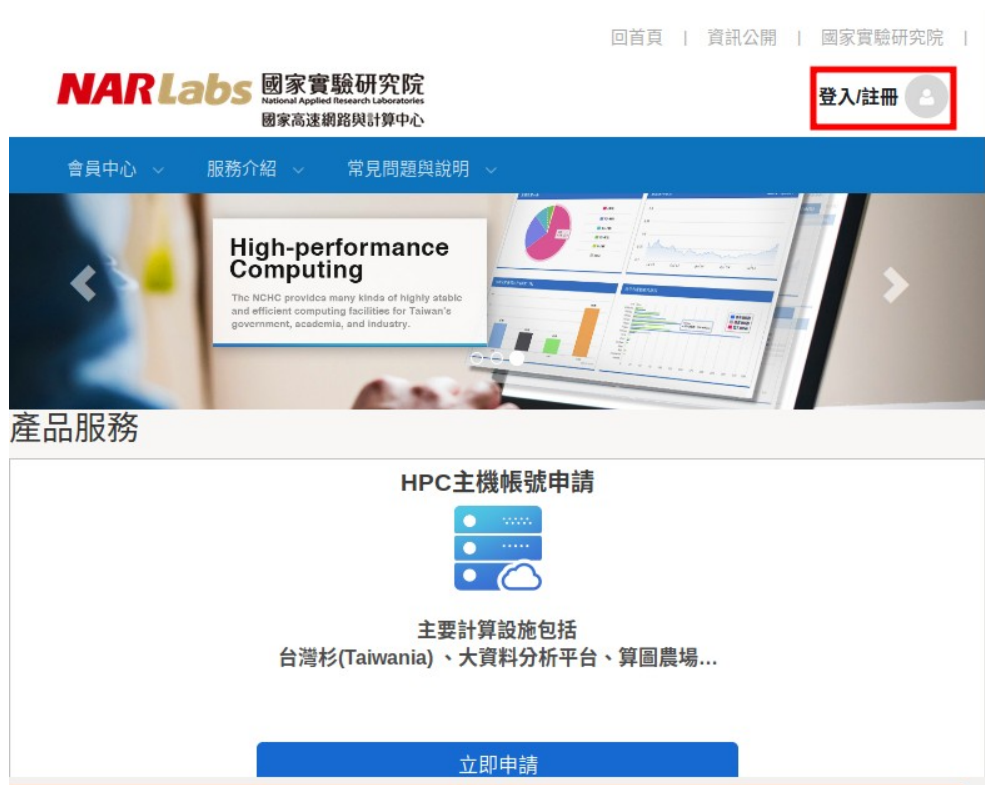 回首頁 | 資訊公開 | 國家實驗研究院 |
NARLabs 國家實驗研究院
National Applied Research Laboratories
國家高速網路與計算中心
登入/註冊
會員中心 服務介紹 常見問題與說明
High-performance
Computing
The NCHC provides many kinds of highly stable
and efficient computing facilities for Taiwan's
government, academia, and industry.
產品服務
HPC主機帳號申請
主要計算設施包括
台灣杉(Taiwania) 、大資料分析平台、算圖農場...
立即申請